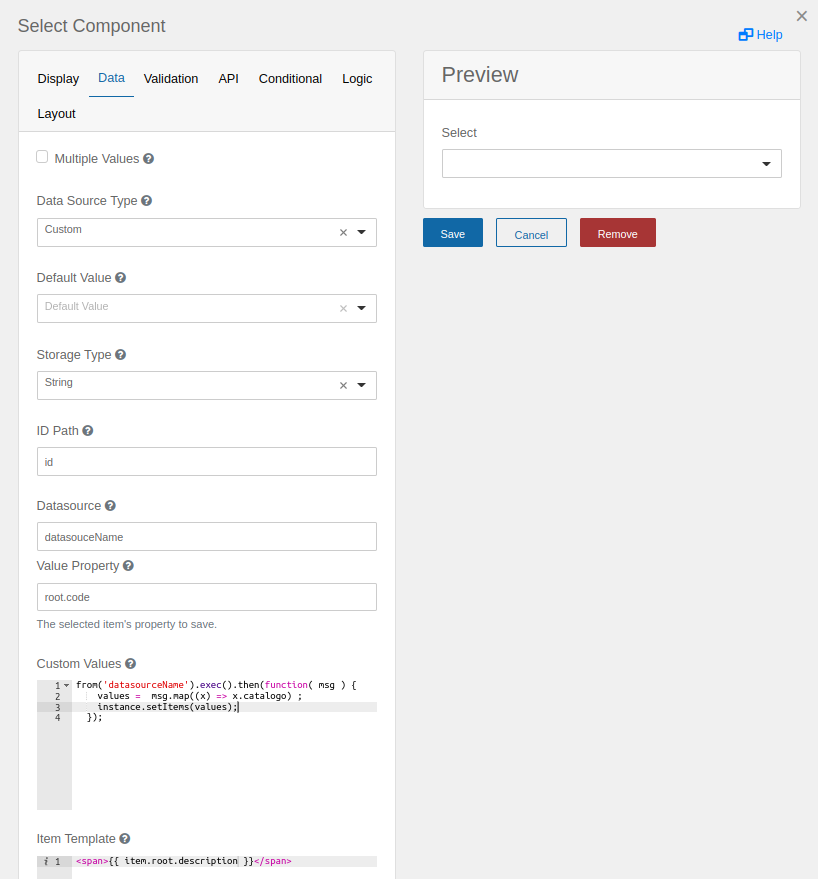 Select Component
Help
Display Data Validation API Conditional Logic
Layout
Multiple Values
Data Source Type
Custom
Default Value
Default Value
Storage Type
String
ID Path
id
Datasource
datasouceName
Value Property
root.code
The selected item's property to save.
Custom Values
1 from('datasourceName').exec().then(function( msg ) {
2 values = msg.map((x) => x.catalogo) ;
3 instance.setItems(values);
4 });
Item Template
i 1 <span>{{ item.root.description }}</span>
Preview
Select
Save Cancel Remove